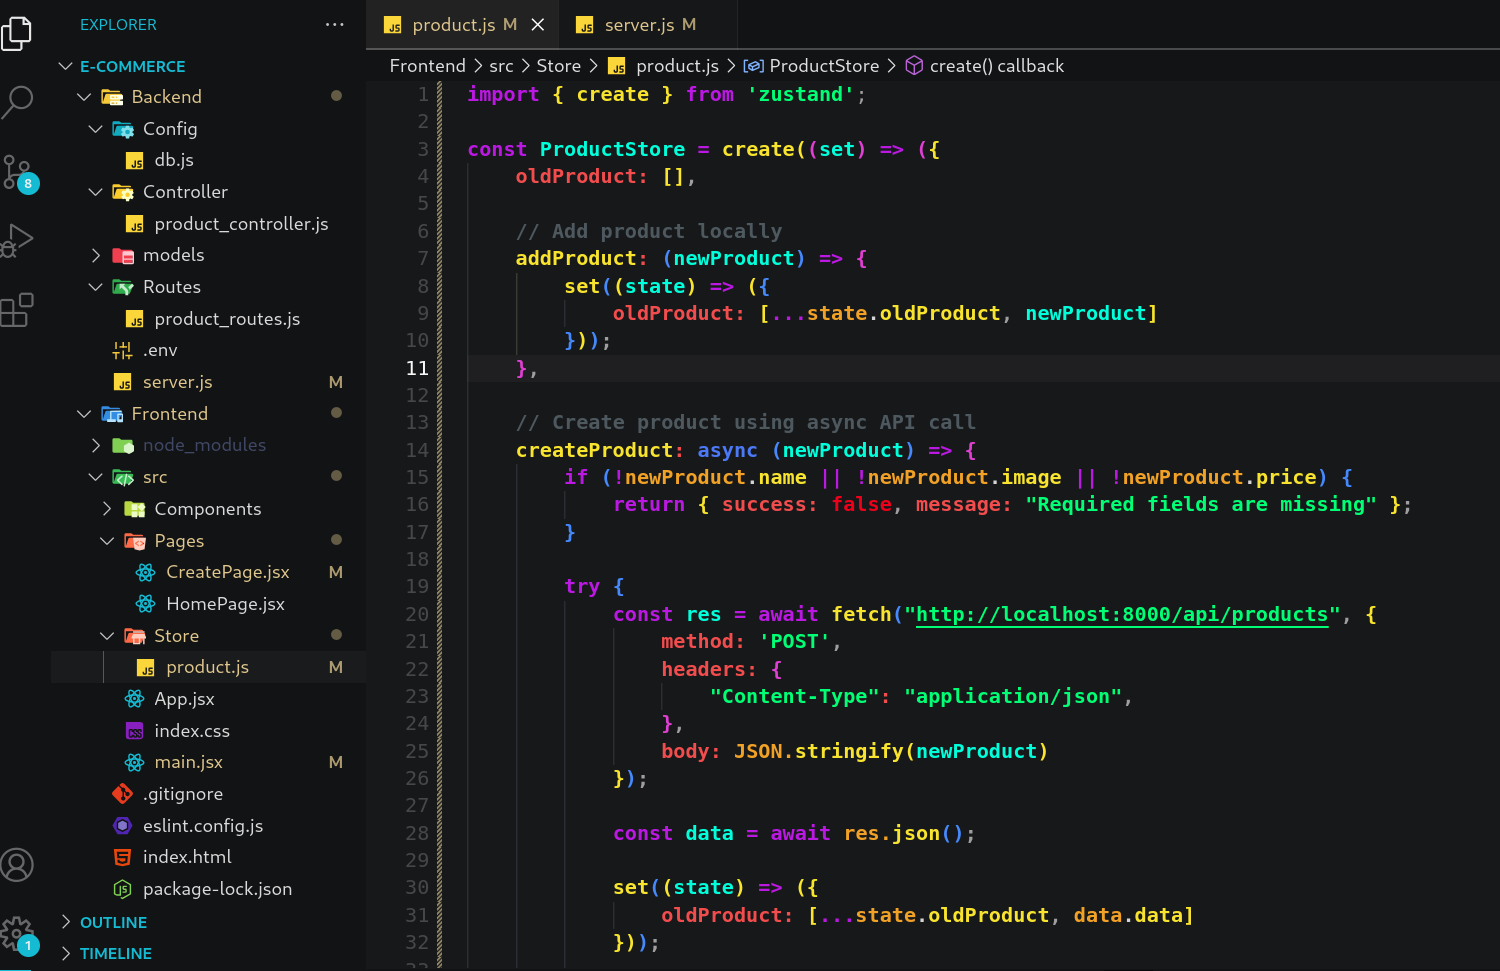 EXPLORER
E-COMMERCE
Backend
Config
db.js
Controller
product_controller.js
models
Routes
product_routes.js
.env
server.js M
Frontend
node_modules
src
Components
Pages
CreatePage.jsx M
HomePage.jsx
Store
product.js M
App.jsx
index.css
main.jsx M
.gitignore
eslint.config.js
index.html
package-lock.json
OUTLINE
TIMELINE
8
1
product.js M
server.js M
Frontend > src > Store > product.js > ProductStore > create() callback
1 import { create } from 'zustand';
2
3 const ProductStore = create((set) => ({
4     oldProduct: [],
5
6     // Add product locally
7     addProduct: (newProduct) => {
8         set((state) => ({
9             oldProduct: [...state.oldProduct, newProduct]
10         }));
11     },
12
13     // Create product using async API call
14     createProduct: async (newProduct) => {
15         if (!newProduct.name || !newProduct.image || !newProduct.price) {
16             return { success: false, message: "Required fields are missing" };
17         }
18
19         try {
20             const res = await fetch("http://localhost:8000/api/products", {
21                 method: 'POST',
22                 headers: {
23                     "Content-Type": "application/json",
24                 },
25                 body: JSON.stringify(newProduct)
26             });
27
28             const data = await res.json();
29
30             set((state) => ({
31                 oldProduct: [...state.oldProduct, data.data]
32             }));